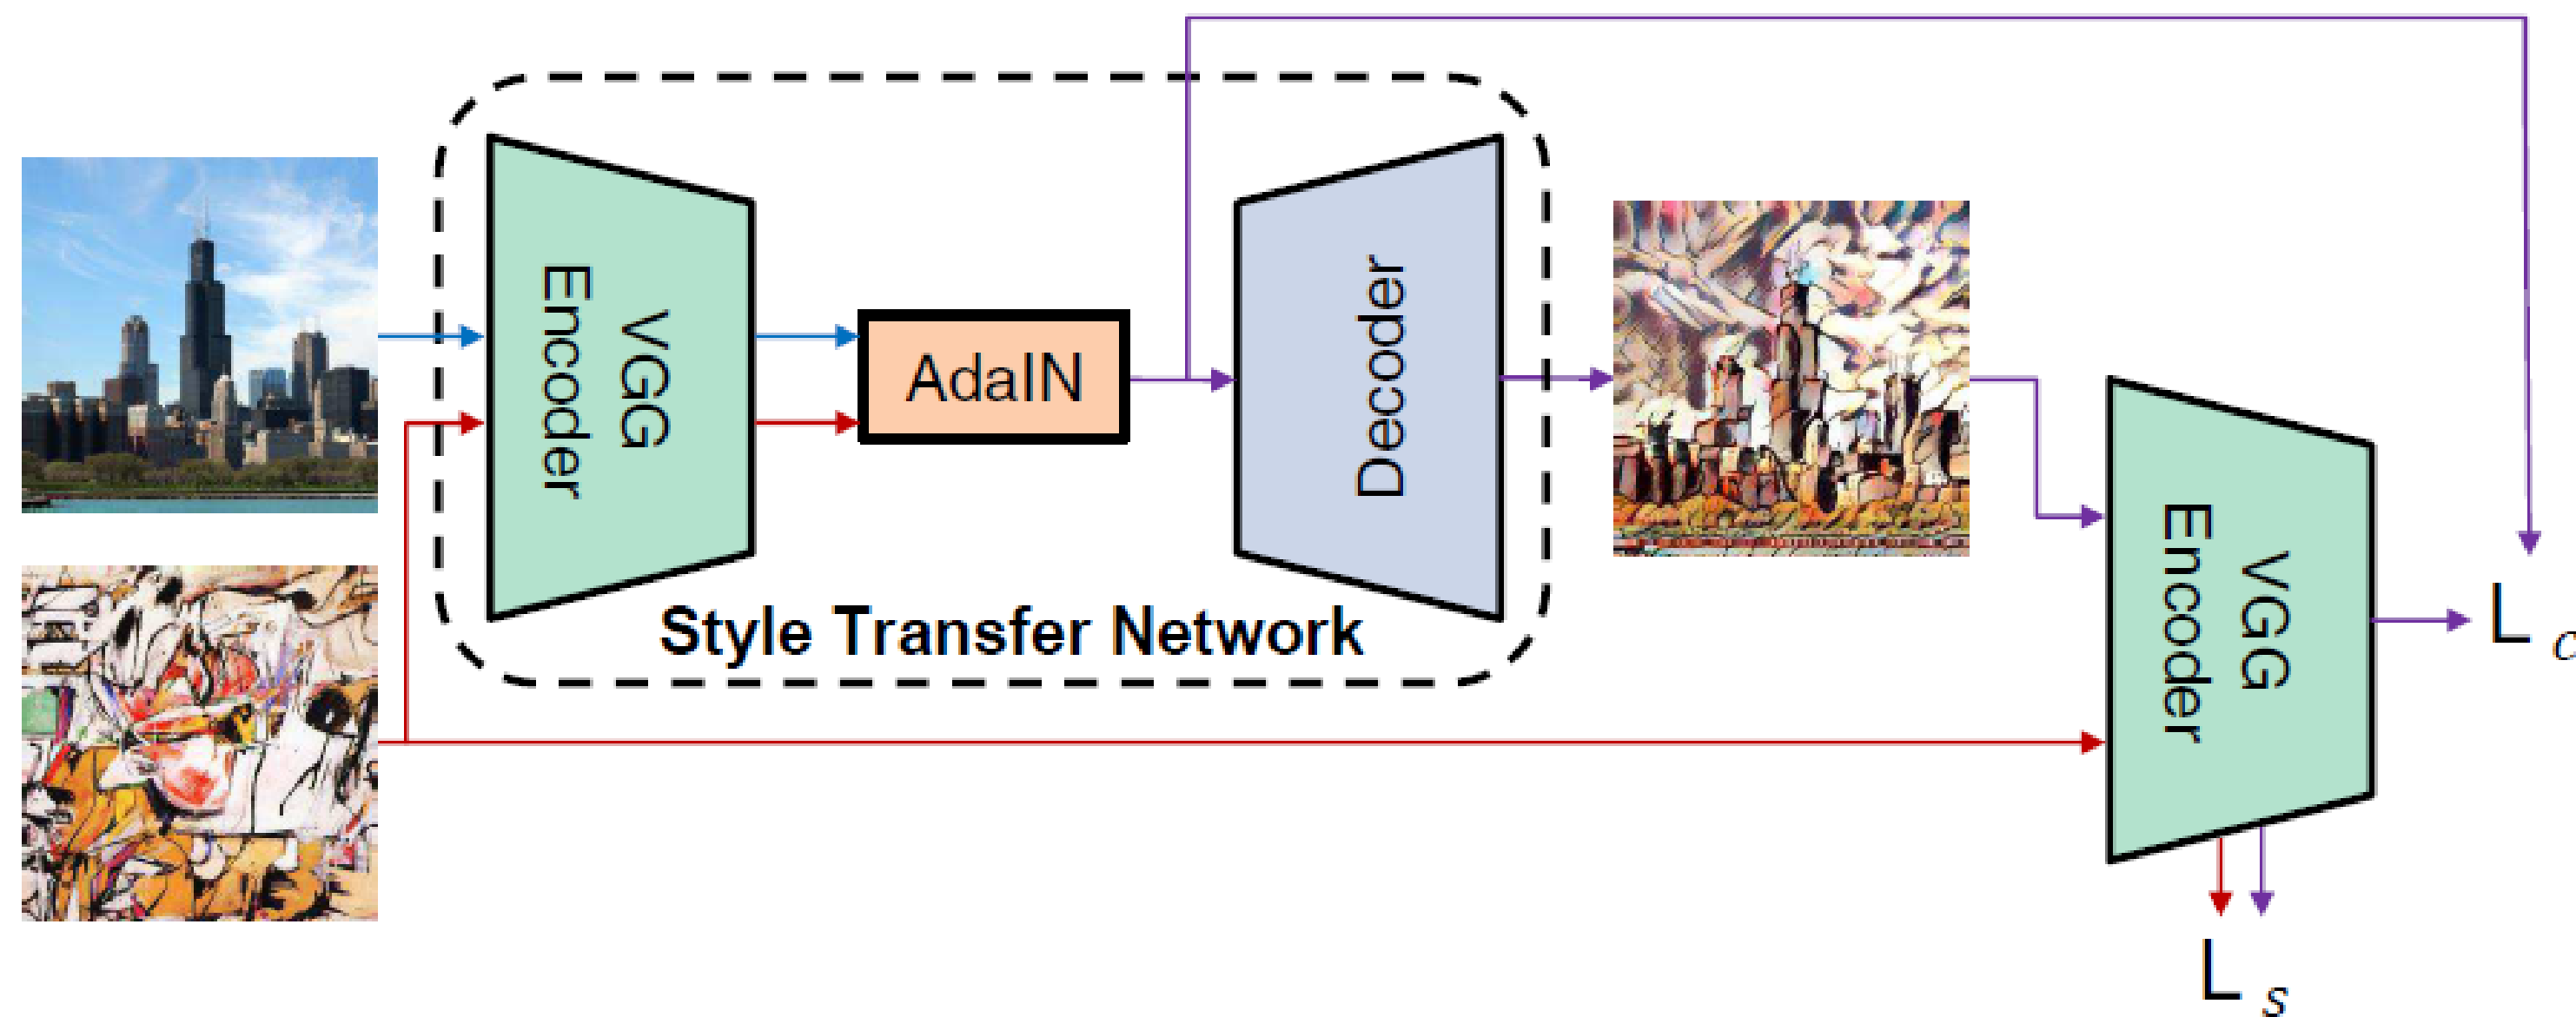 VGG
Encoder
AdaIN
Decoder
Style Transfer Network
VGG
Encoder
L c
L s